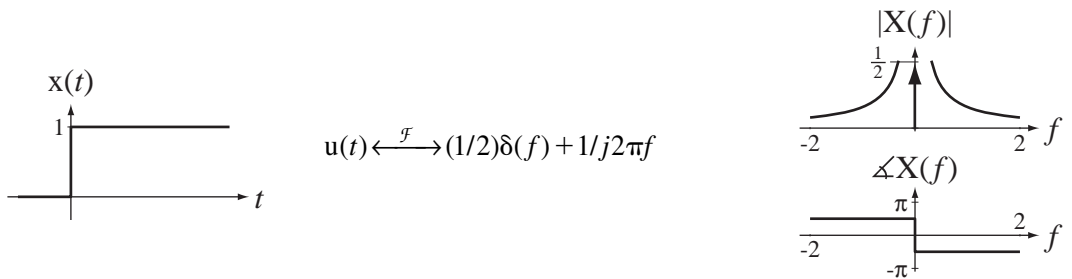 x(t)
1
t
u(t) ⟷ℱ (1/2)δ(f) + 1/j2πf
|X(f)|
1/2
-2 2 f
∡X(f)
π
-2 2 f
-π